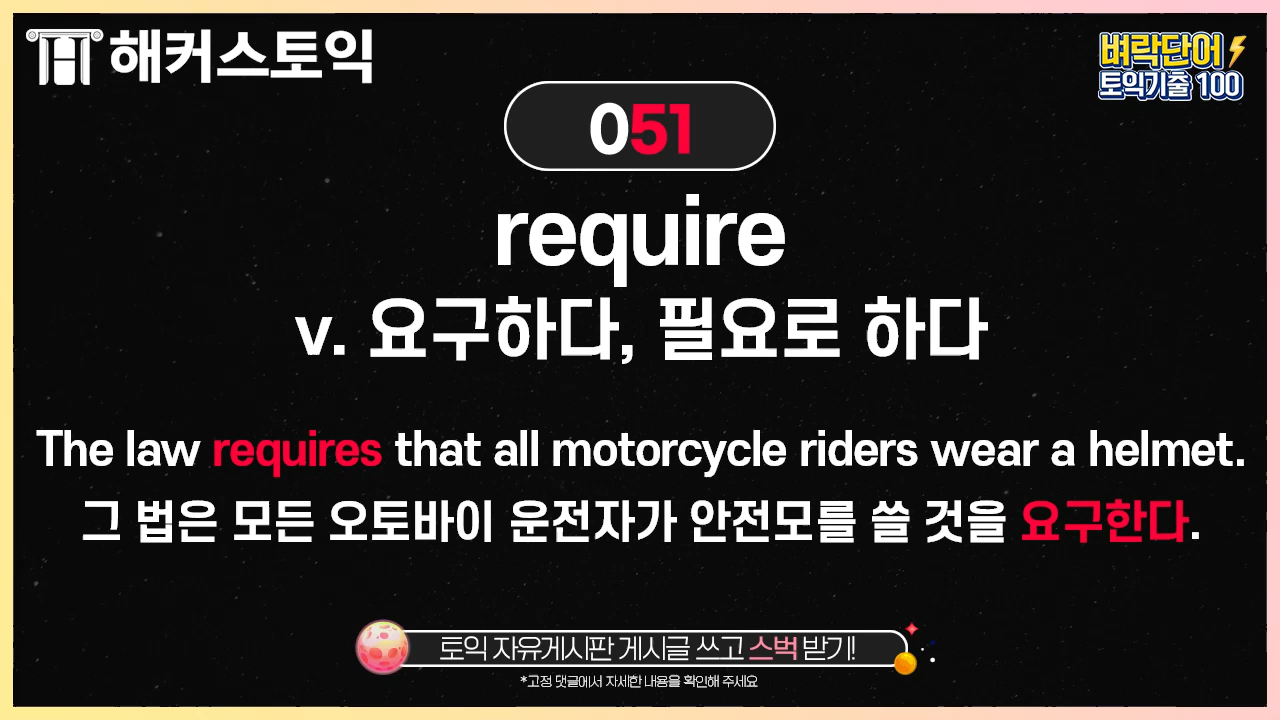 해커스토익
벼락단어
토익기출 100
051
require
v. 요구하다, 필요로 하다
The law requires that all motorcycle riders wear a helmet.
그 법은 모든 오토바이 운전자가 안전모를 쓸 것을 요구한다.
토익 자유게시판 게시글 쓰고 스벅 받기!
*고정 댓글에서 자세한 내용을 확인해 주세요